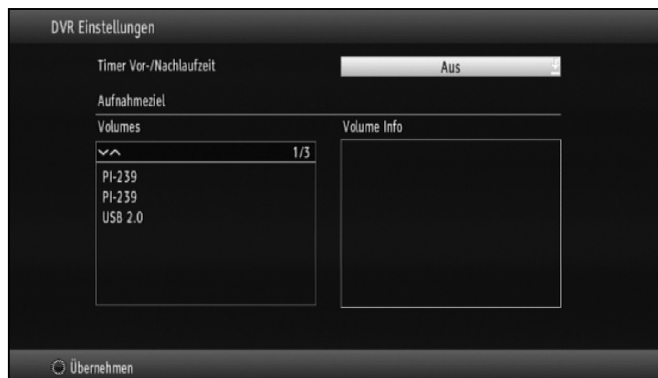 DVR Einstellungen
Timer Vor-/Nachlaufzeit Aus
Aufnahmeziel
Volumes Volume Info
1/3
PI-239
PI-239
USB 2.0
Übernehmen